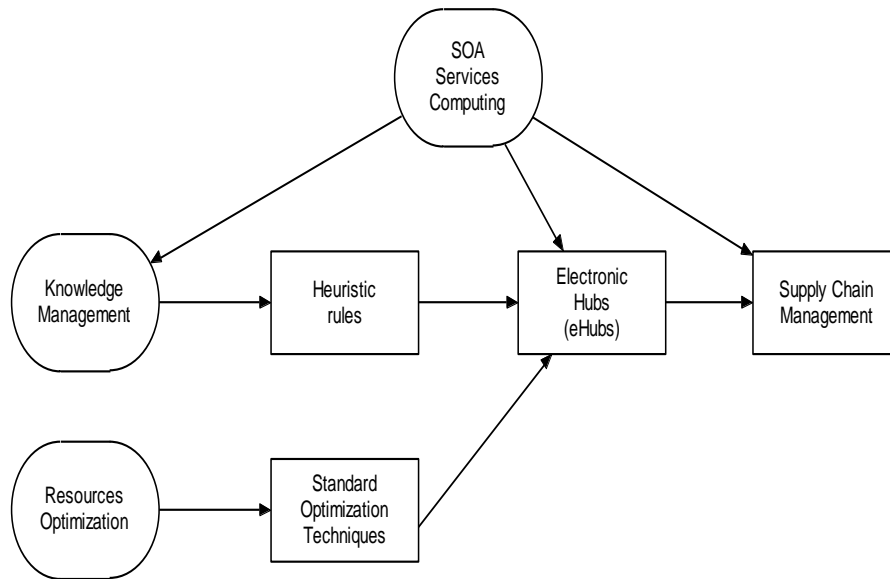 SOA
Services
Computing
Knowledge
Management
Heuristic
rules
Electronic
Hubs
(eHubs)
Supply Chain
Management
Resources
Optimization
Standard
Optimization
Techniques